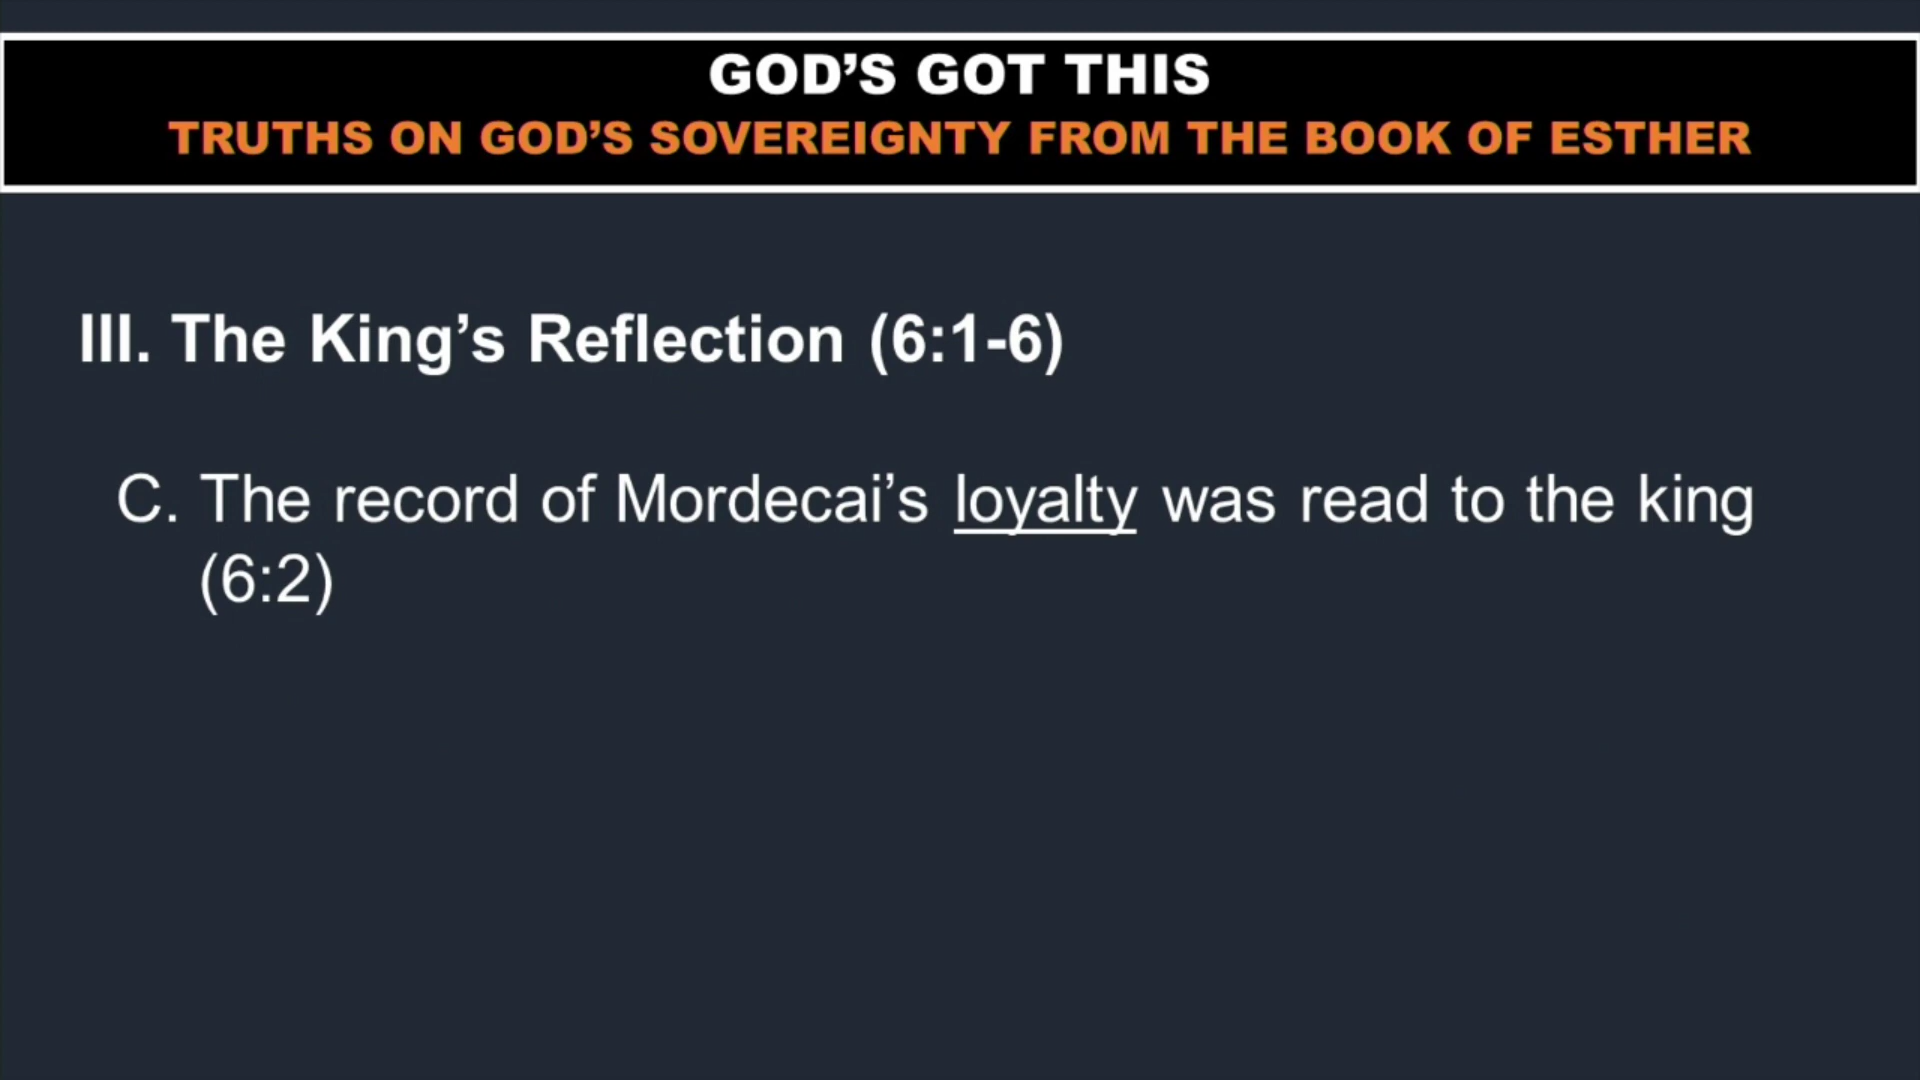 GOD’S GOT THIS
TRUTHS ON GOD’S SOVEREIGNTY FROM THE BOOK OF ESTHER
III. The King’s Reflection (6:1-6)
C. The record of Mordecai’s loyalty was read to the king
(6:2)